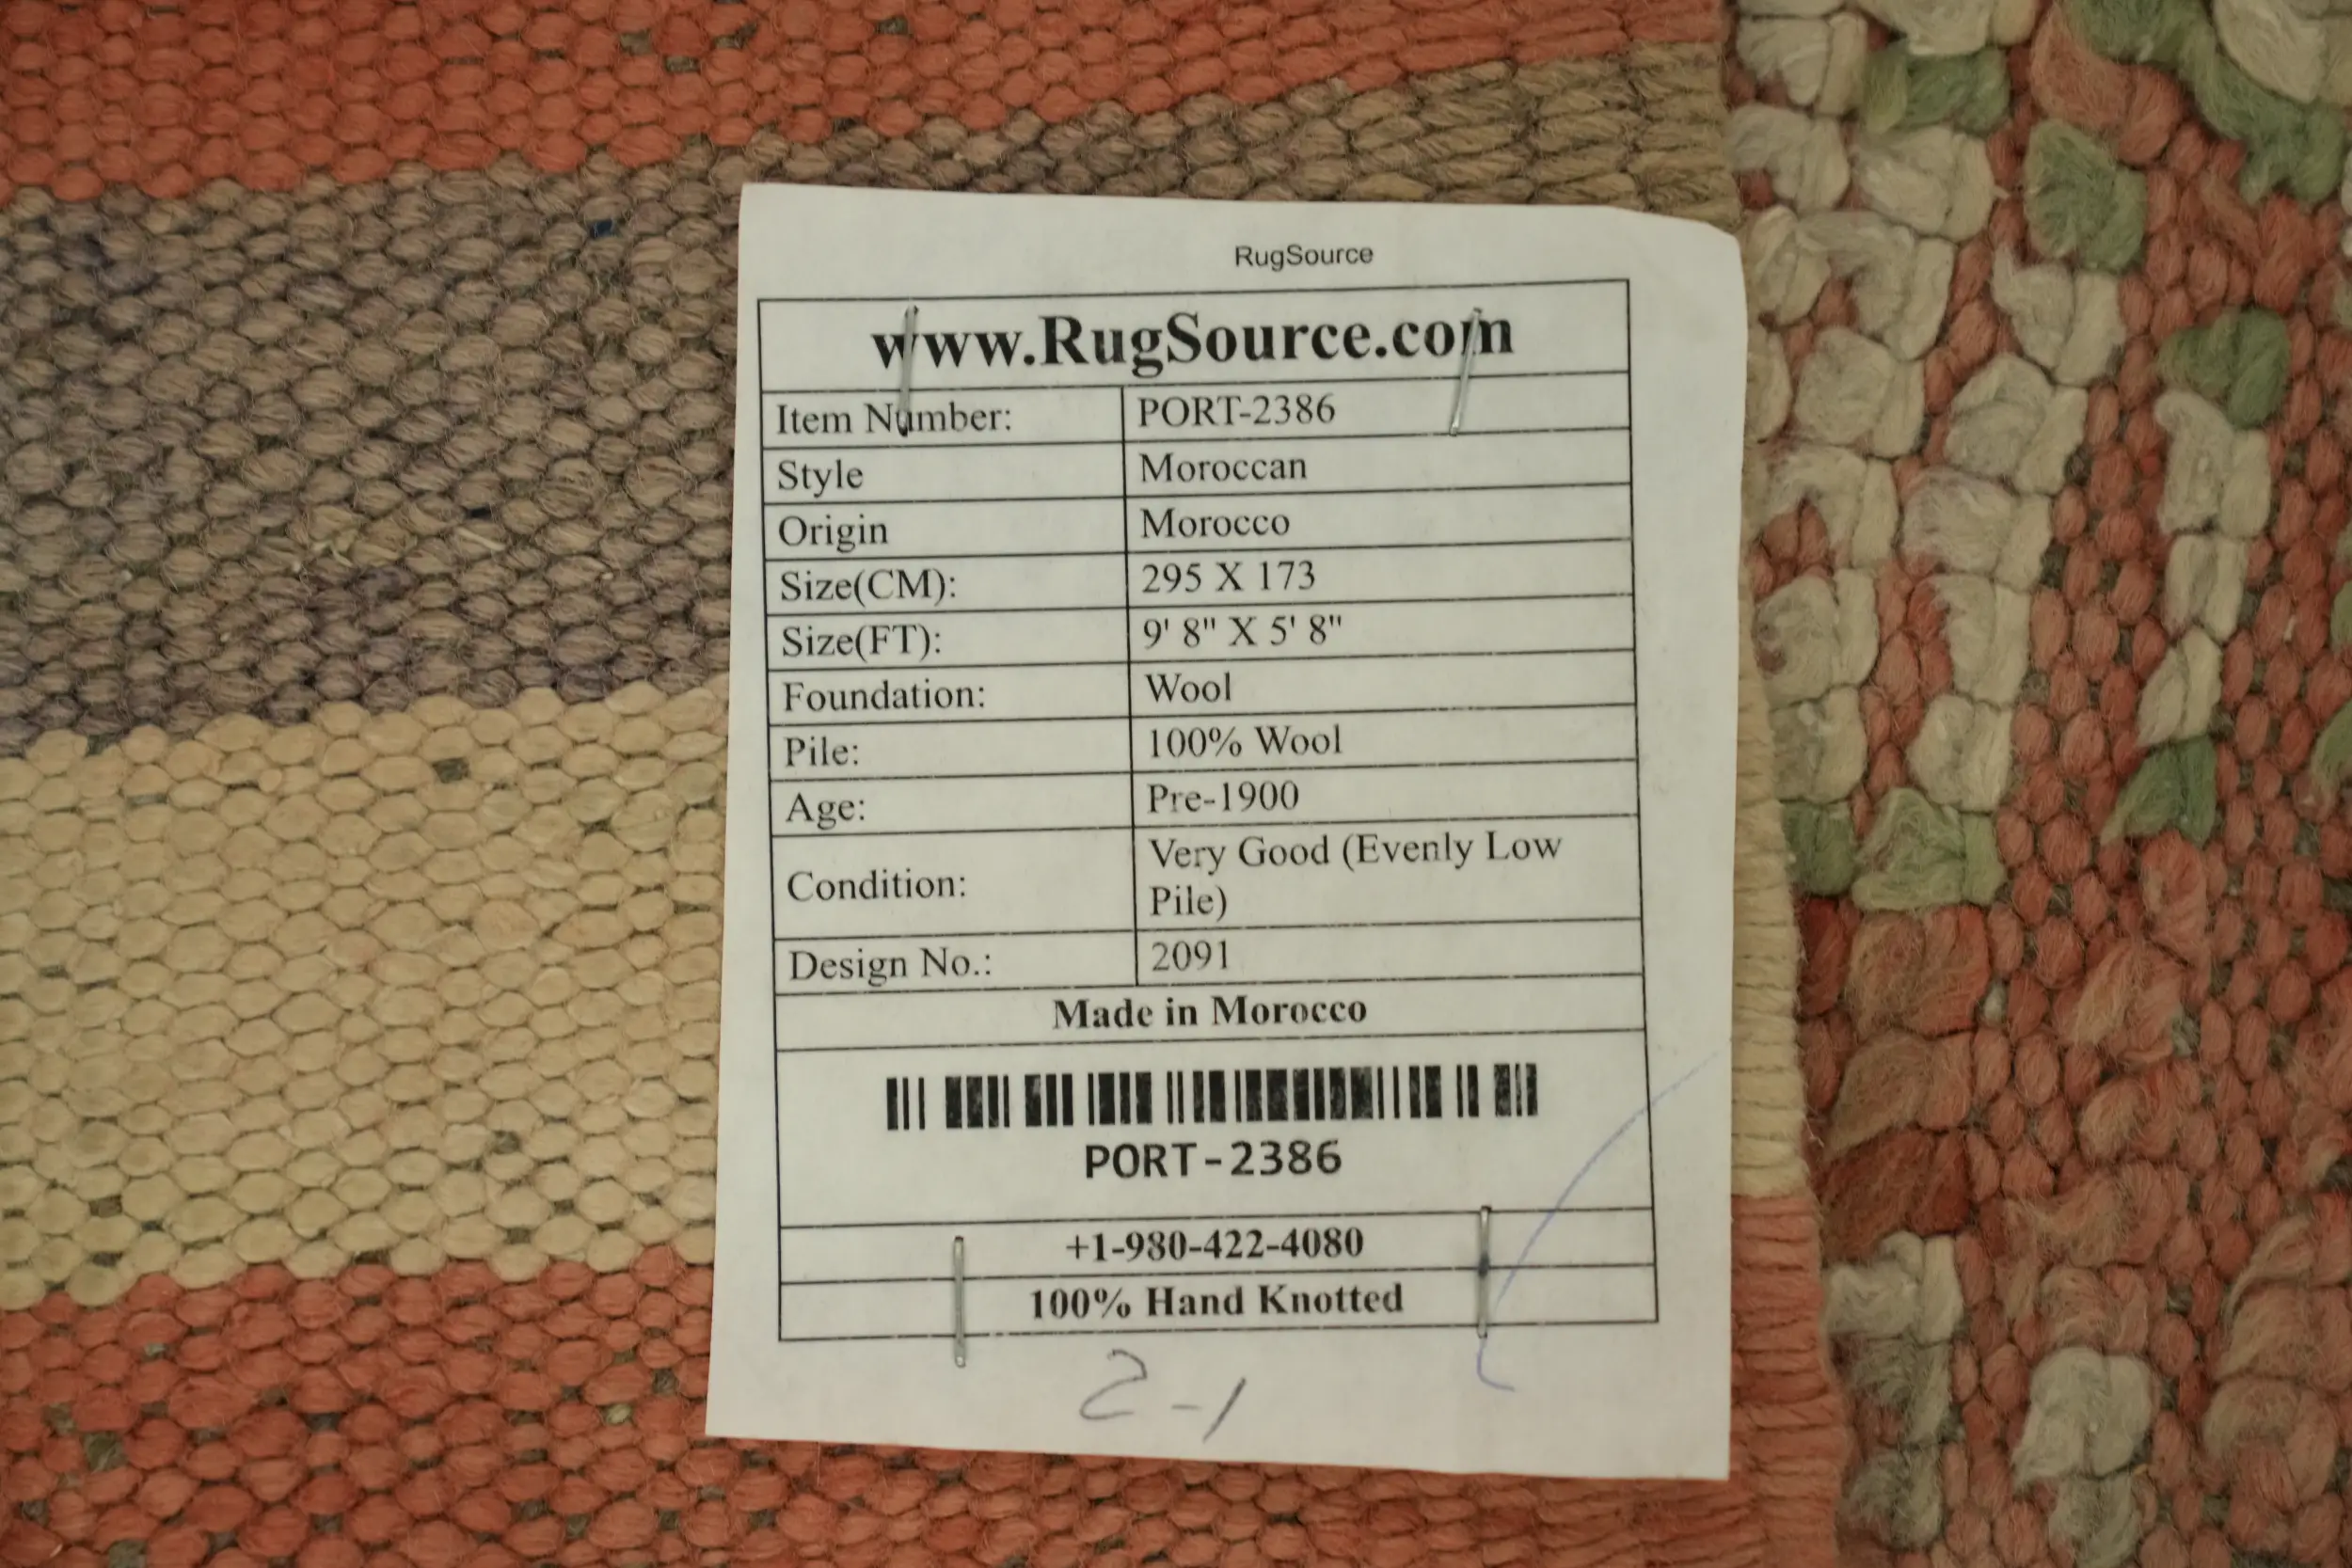 RugSource
www.RugSource.com
Item Number: PORT-2386
Style Moroccan
Origin Morocco
Size(CM): 295 X 173
Size(FT): 9' 8" X 5' 8"
Foundation: Wool
Pile: 100% Wool
Age: Pre-1900
Condition: Very Good (Evenly Low
Pile)
Design No.: 2091
Made in Morocco
PORT-2386
+1-980-422-4080
100% Hand Knotted
2-1